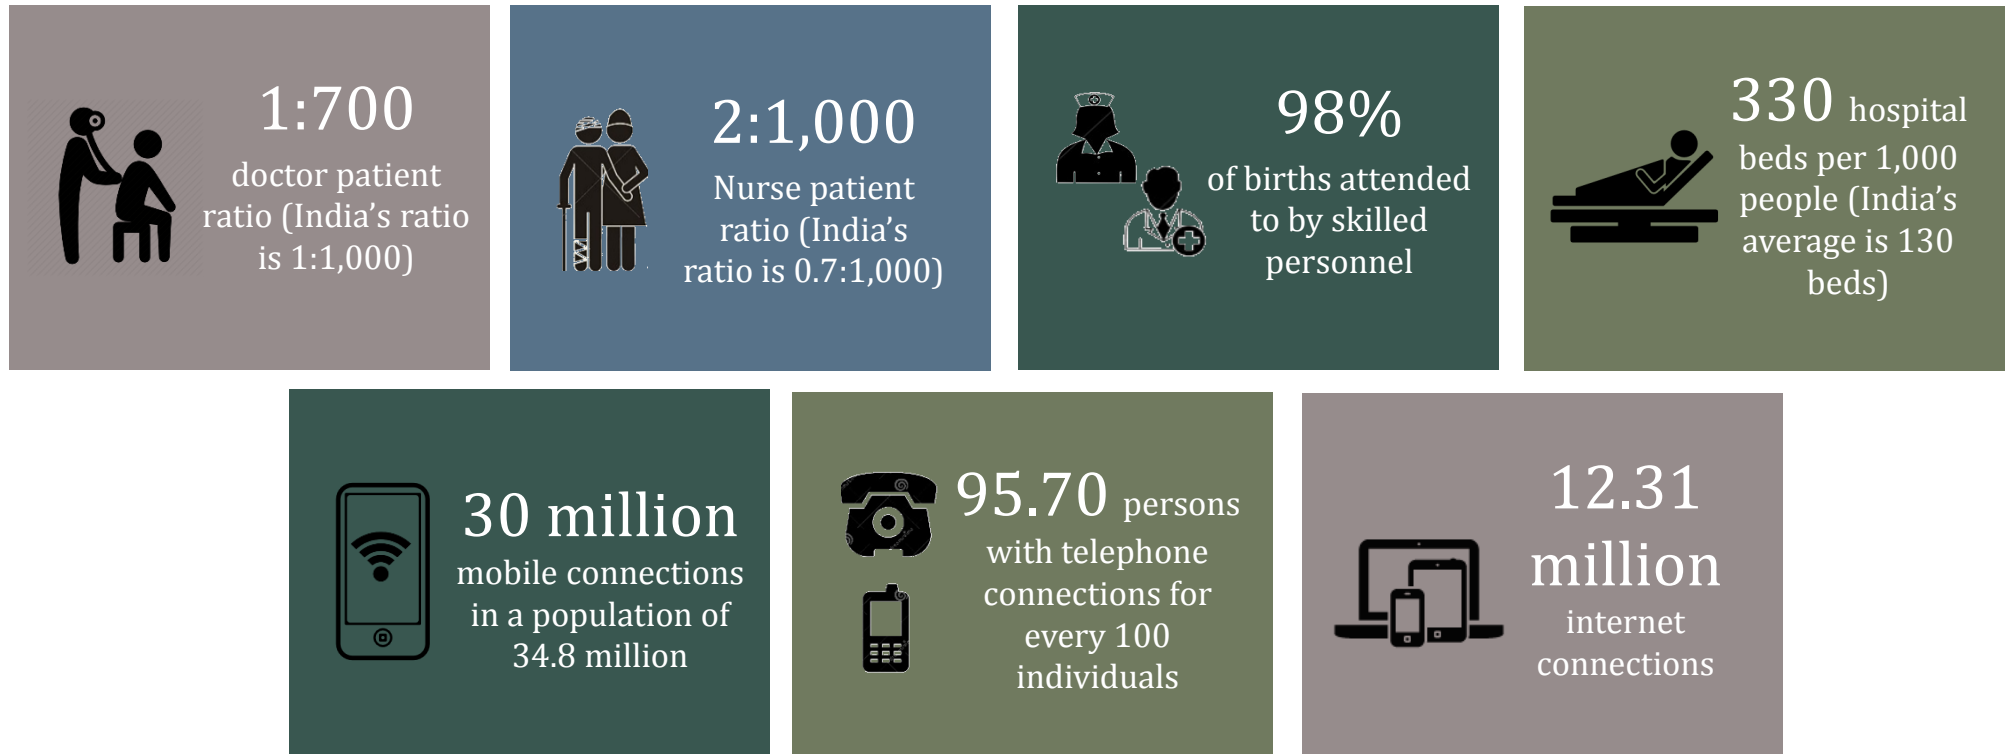 1:700
doctor patient
ratio (India's ratio
is 1:1,000)
2:1,000
Nurse patient
ratio (India's
ratio is 0.7:1,000)
98%
of births attended
to by skilled
personnel
330 hospital
beds per 1,000
people (India's
average is 130
beds)
30 million
mobile connections
in a population of
34.8 million
95.70 persons
with telephone
connections for
every 100
individuals
12.31
million
internet
connections